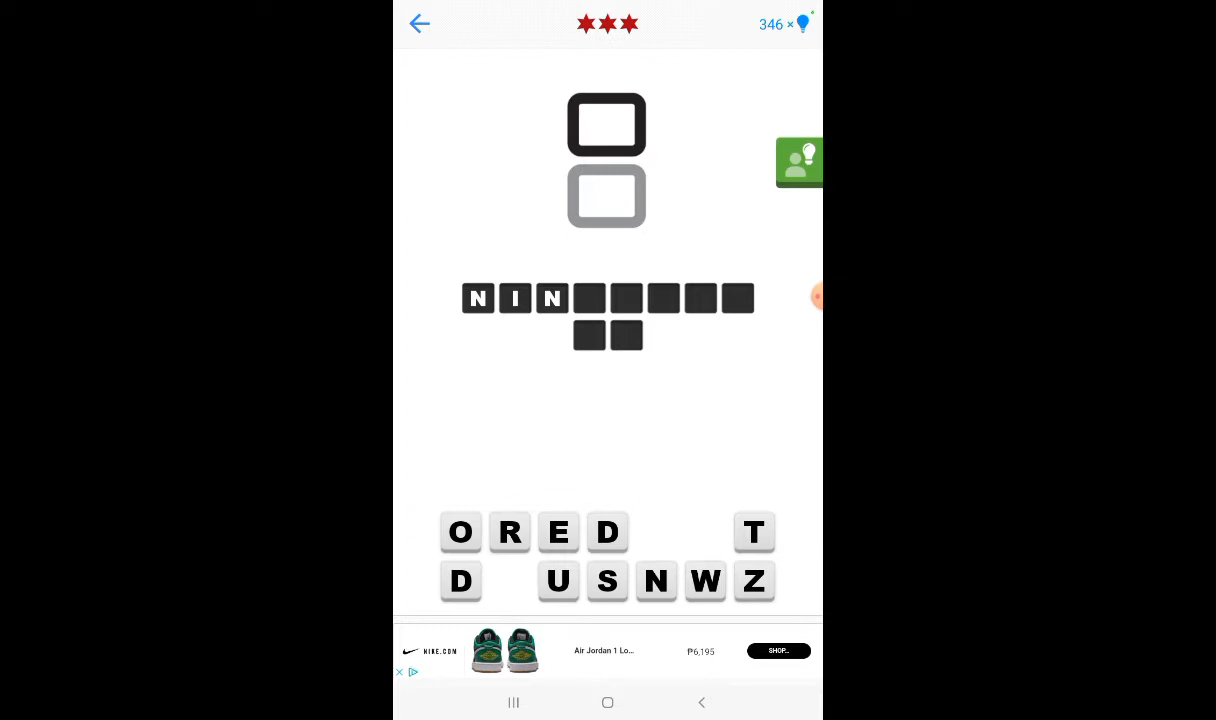 346 ×
N I N
O R E D T
D U S N W Z
NIKE.COM
Air Jordan 1 Lo...
₱6,195
SHOP...